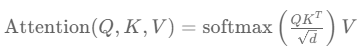 Attention(Q, K, V) = softmax(QK^T / √d) V